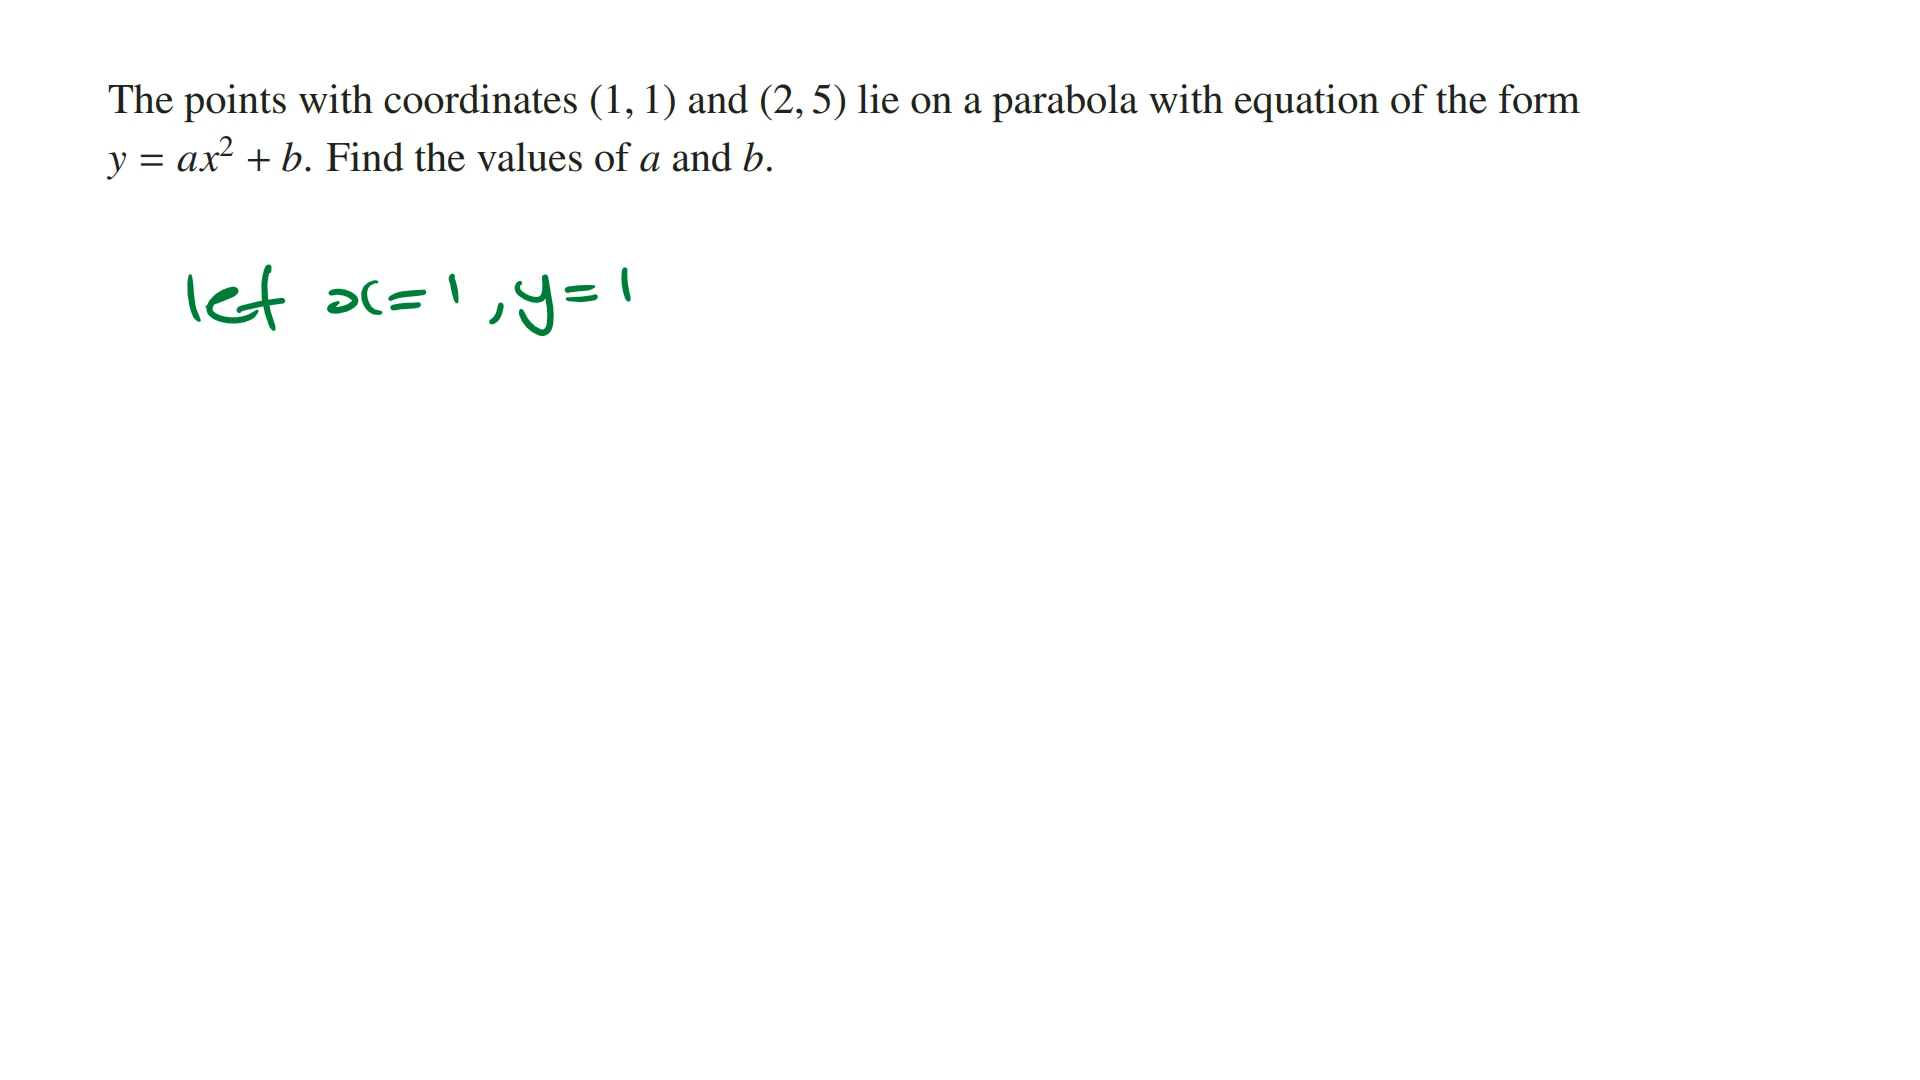 The points with coordinates (1, 1) and (2, 5) lie on a parabola with equation of the form
y = ax² + b. Find the values of a and b.
let x=1 ,y=1